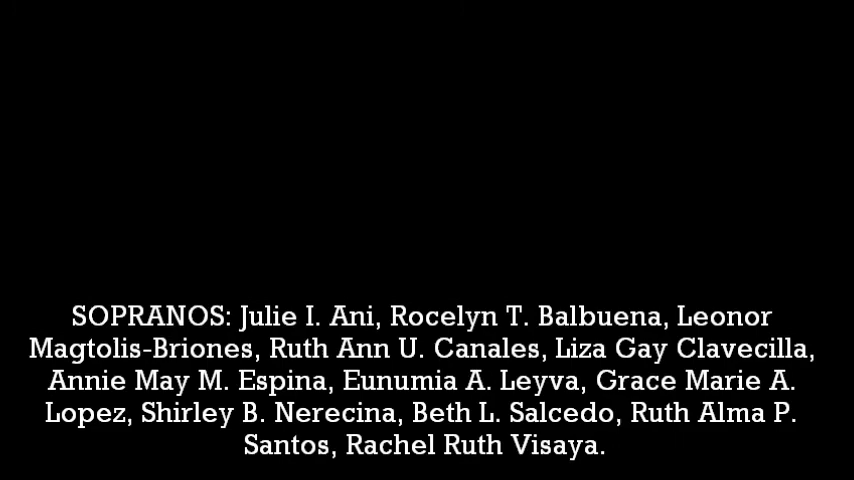 SOPRANOS: Julie I. Ani, Rocelyn T. Balbuena, Leonor
Magtolis-Briones, Ruth Ann U. Canales, Liza Gay Clavecilla,
Annie May M. Espina, Eunumia A. Leyva, Grace Marie A.
Lopez, Shirley B. Nerecina, Beth L. Salcedo, Ruth Alma P.
Santos, Rachel Ruth Visaya.